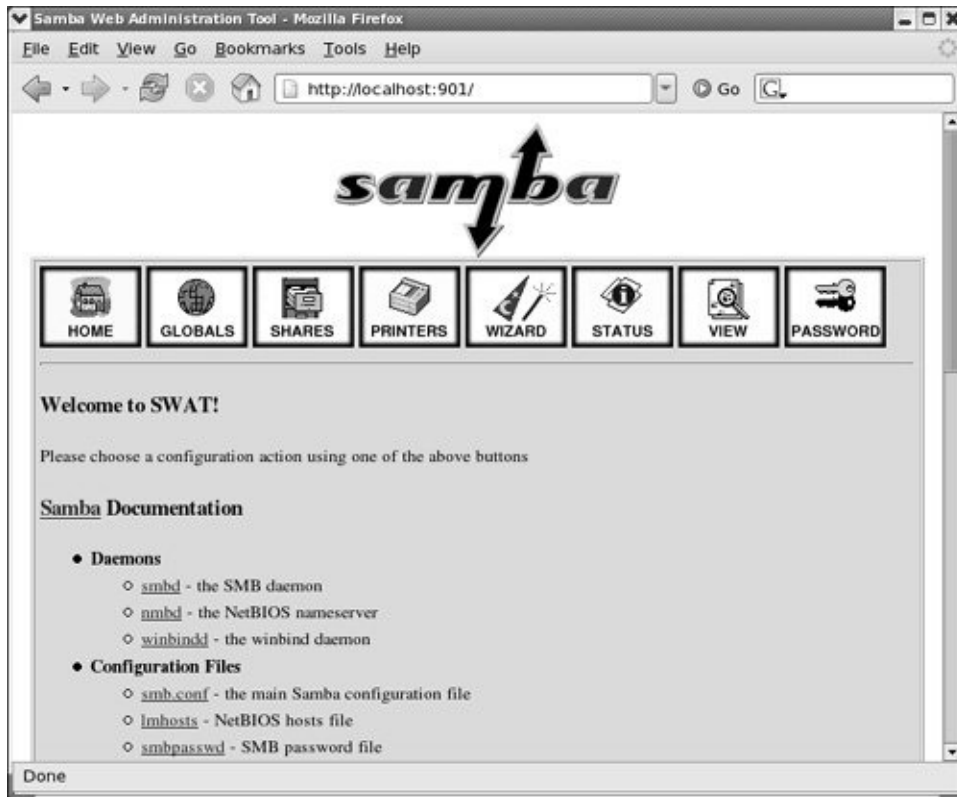 Samba Web Administration Tool - Mozilla Firefox
File Edit View Go Bookmarks Tools Help
http://localhost:901/ Go G
samba
HOME GLOBALS SHARES PRINTERS WIZARD STATUS VIEW PASSWORD
Welcome to SWAT!
Please choose a configuration action using one of the above buttons
Samba Documentation
Daemons
smbd - the SMB daemon
nmbd - the NetBIOS nameserver
winbindd - the winbind daemon
Configuration Files
smb.conf - the main Samba configuration file
lmhosts - NetBIOS hosts file
smbpasswd - SMB password file
Done